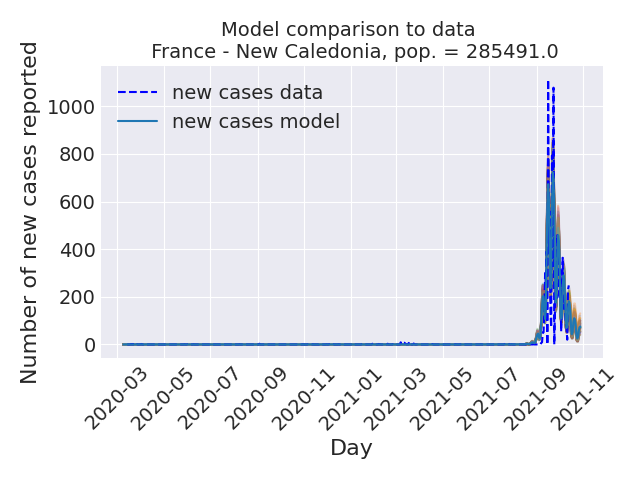 Model comparison to data
France - New Caledonia, pop. = 285491.0
Number of new cases reported
1000
800
600
400
200
0
new cases data
new cases model
2020-03
2020-05
2020-07
2020-09
2020-11
2021-01
2021-03
2021-05
2021-07
2021-09
2021-11
Day